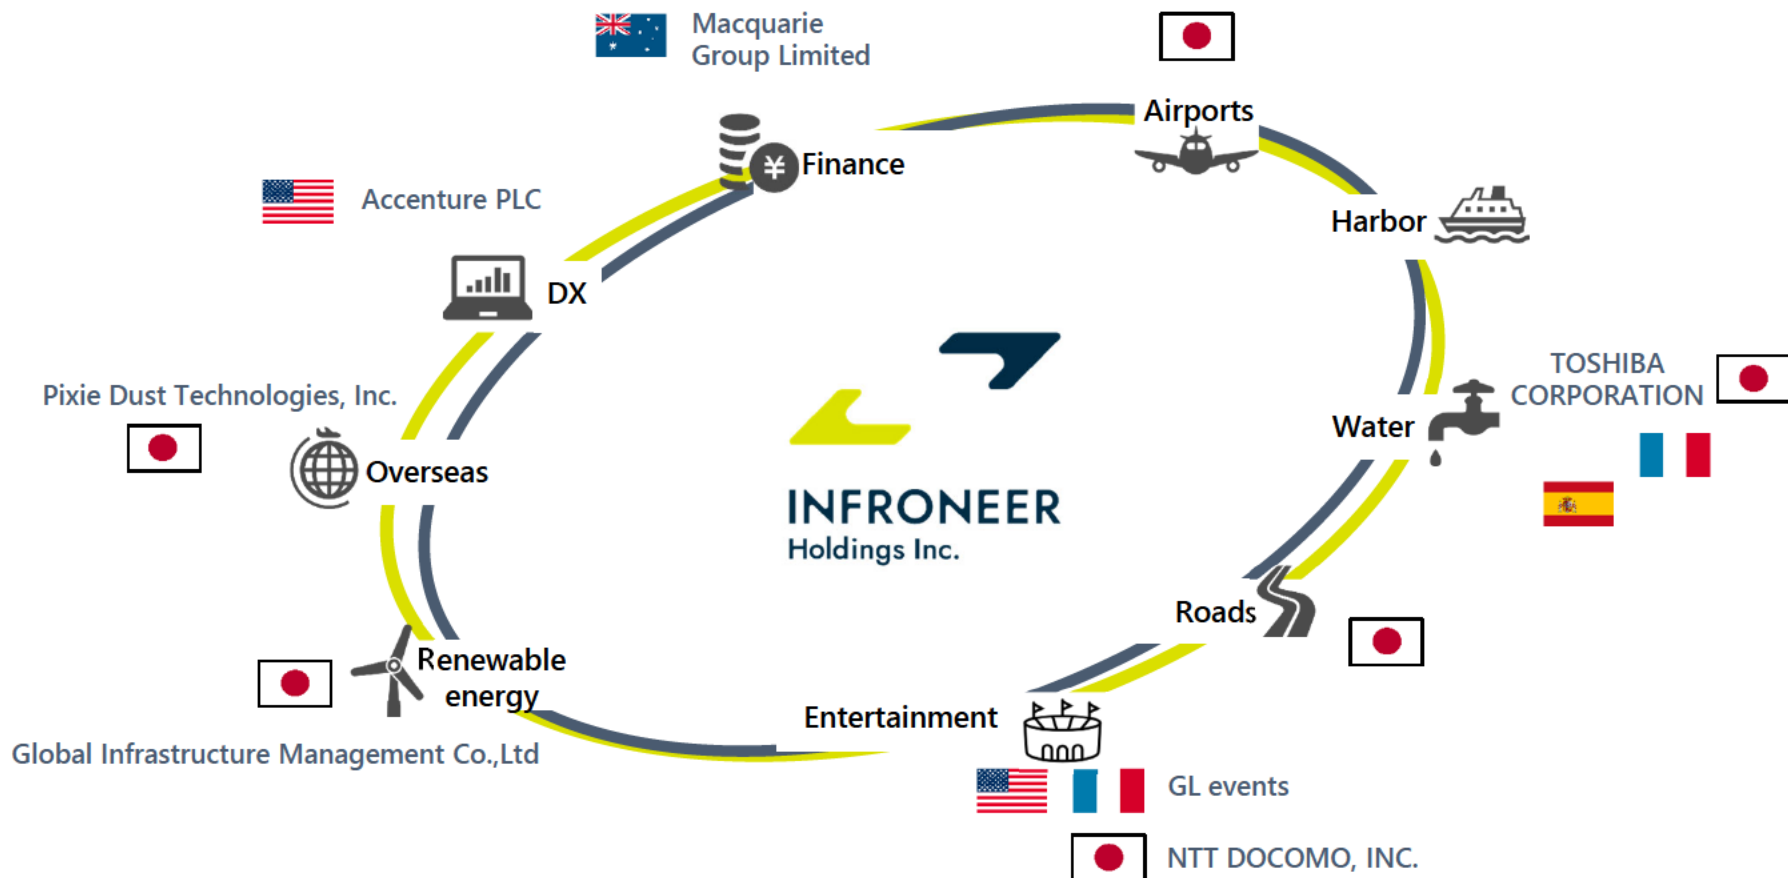 Macquarie
Group Limited
Airports
Finance
Accenture PLC
Harbor
DX
TOSHIBA
CORPORATION
Pixie Dust Technologies, Inc.
Water
Overseas
INFRONEER
Holdings Inc.
Roads
Renewable
energy
Entertainment
Global Infrastructure Management Co.,Ltd
GL events
NTT DOCOMO, INC.
¥